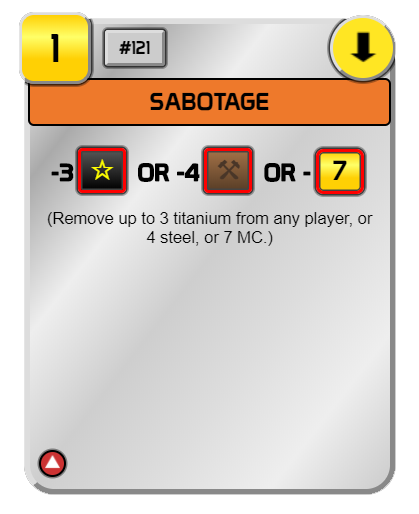 1
#121
SABOTAGE
-3 OR -4 OR - 7
(Remove up to 3 titanium from any player, or
4 steel, or 7 MC.)